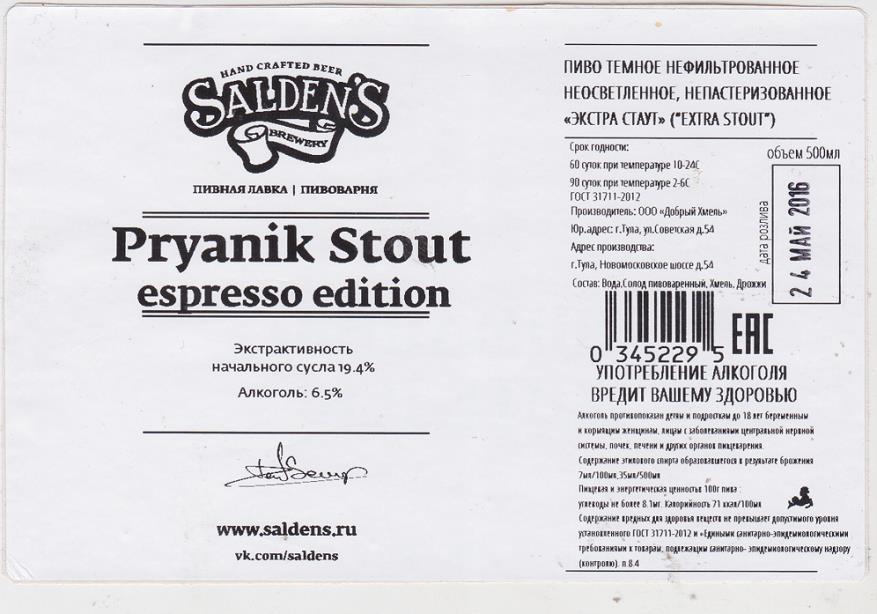 HAND CRAFTED BEER
SALDEN'S
BREWERY
ПИВНАЯ ЛАВКА | ПИВОВАРНЯ
Pryanik Stout
espresso edition
Экстрактивность
начального сусла 19.4%
Алкоголь: 6.5%
www.saldens.ru
vk.com/saldens
ПИВО ТЕМНОЕ НЕФИЛЬТРОВАННОЕ
НЕОСВЕТЛЕННОЕ, НЕПАСТЕРИЗОВАННОЕ
«ЭКСТРА СТАУТ» ("EXTRA STOUT")
Срок годности:
60 суток при температуре 10-24С
90 суток при температуре 2-6С
ГОСТ 31711-2012
Производитель: ООО «Добрый Хмель»
Юр.адрес: г.Тула, ул.Советская д.54
Адрес производства:
г.Тула, Новомосковское шоссе д.54
Состав: Вода,Солод пивоваренный, Хмель, Дрожжи
объем 500мл
дата розлива
24 МАЙ 2016
0 345229 5
ЕАС
УПОТРЕБЛЕНИЕ АЛКОГОЛЯ
ВРЕДИТ ВАШЕМУ ЗДОРОВЬЮ
Алкоголь противопоказан детям и подросткам до 18 лет беременным
и кормящим женщинам, лицам с заболеваниями центральной нервной
системы, почек, печени и других органов пищеварения.
Содержание этилового спирта образовавшегося в результате брожения
7мл/100мл,35мл/500мл
Пищевая и энергетическая ценностьв 100г пива :
углеводы не более 8.1мг. Калорийность 71 ккал/100мл
Содержание вредных для здоровья веществ не превышает допустимого уровня
установленного ГОСТ 31711-2012 и «Едиными санитарно-эпидемиологическими
требованиями к товарам, подлежащим санитарно- эпидемиологическому надзору
(контролю). п.8.4